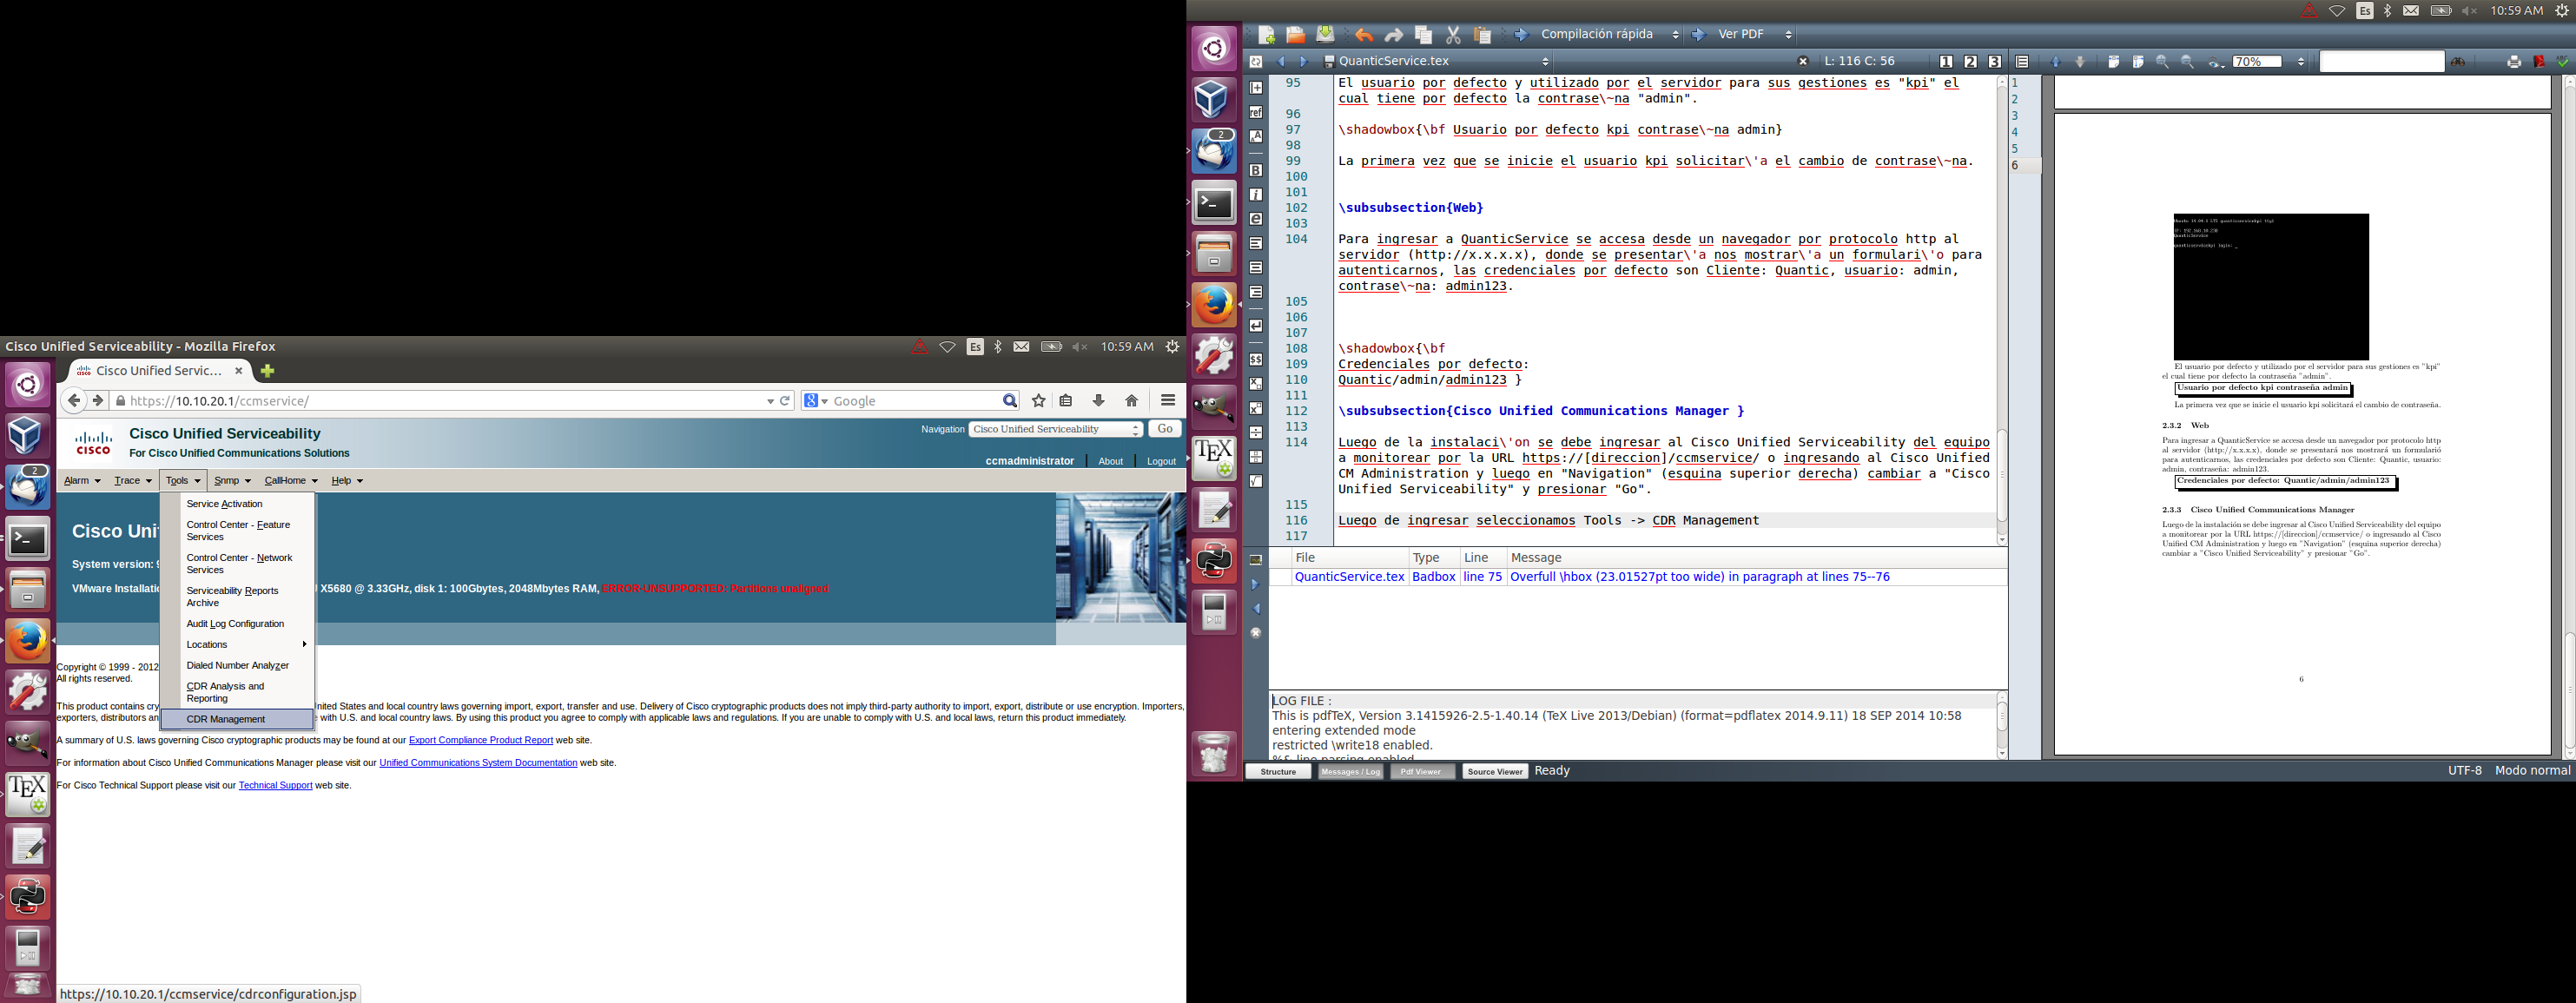 Cisco Unified Serviceability - Mozilla Firefox
Es
10:59 AM
2
Cisco Unified Servic...
https://10.10.20.1/ccmservice/
Google
CISCO
Cisco Unified Serviceability
For Cisco Unified Communications Solutions
Navigation Cisco Unified Serviceability Go
ccmadministrator About Logout
Alarm Trace Tools Snmp CallHome Help
Service Activation
Control Center - Feature
Services
Control Center - Network
Services
Serviceability Reports
Archive
Audit Log Configuration
Locations
Dialed Number Analyzer
CDR Analysis and
Reporting
CDR Management
Cisco Uni
System version: 9
VMware Installatio
X5680 @ 3.33GHz, disk 1: 100Gbytes, 2048Mbytes RAM, ERROR-UNSUPPORTED: Partitions unaligned
Copyright © 1999 - 2012
All rights reserved.
This product contains cry
nited States and local country laws governing import, export, transfer and use. Delivery of Cisco cryptographic products does not imply third-party authority to import, export, distribute or use encryption. Importers,
exporters, distributors an
with U.S. and local country laws. By using this product you agree to comply with applicable laws and regulations. If you are unable to comply with U.S. and local laws, return this product immediately.
A summary of U.S. laws governing Cisco cryptographic products may be found at our Export Compliance Product Report web site.
For information about Cisco Unified Communications Manager please visit our Unified Communications System Documentation web site.
For Cisco Technical Support please visit our Technical Support web site.
https://10.10.20.1/ccmservice/cdrconfiguration.jsp
TEX
Es
10:59 AM
2
TEX
Compilación rápida
Ver PDF
QuanticService.tex
L: 116 C: 56
1 2 3
70%
95 El usuario por defecto y utilizado por el servidor para sus gestiones es "kpi" el
cual tiene por defecto la contrase\~na "admin".
96
97 \shadowbox{\bf Usuario por defecto kpi contrase\~na admin}
98
99 La primera vez que se inicie el usuario kpi solicitar\'a el cambio de contrase\~na.
100
101
102 \subsubsection{Web}
103
104 Para ingresar a QuanticService se accesa desde un navegador por protocolo http al
servidor (http://x.x.x.x), donde se presentar\'a nos mostrar\'a un formulari\'o para
autenticarnos, las credenciales por defecto son Cliente: Quantic, usuario: admin,
contrase\~na: admin123.
105
106
107
108 \shadowbox{\bf
109 Credenciales por defecto:
110 Quantic/admin/admin123 }
111
112 \subsubsection{Cisco Unified Communications Manager }
113
114 Luego de la instalaci\'on se debe ingresar al Cisco Unified Serviceability del equipo
a monitorear por la URL https://[direccion]/ccmservice/ o ingresando al Cisco Unified
CM Administration y luego en "Navigation" (esquina superior derecha) cambiar a "Cisco
Unified Serviceability" y presionar "Go".
115
116 Luego de ingresar seleccionamos Tools -> CDR Management
117
File Type Line Message
QuanticService.tex Badbox line 75 Overfull \hbox (23.01527pt too wide) in paragraph at lines 75--76
LOG FILE :
This is pdfTeX, Version 3.1415926-2.5-1.40.14 (TeX Live 2013/Debian) (format=pdflatex 2014.9.11) 18 SEP 2014 10:58
entering extended mode
restricted \write18 enabled.
%&-line parsing enabled
Structure Messages / Log Pdf Viewer Source Viewer Ready
UTF-8 Modo normal
1
2
3
4
5
6
El usuario por defecto y utilizado por el servidor para sus gestiones es "kpi"
el cual tiene por defecto la contraseña "admin".
Usuario por defecto kpi contraseña admin
La primera vez que se inicie el usuario kpi solicitará el cambio de contraseña.
2.3.2 Web
Para ingresar a QuanticService se accesa desde un navegador por protocolo http
al servidor (http://x.x.x.x), donde se presentará nos mostrará un formularió
para autenticarnos, las credenciales por defecto son Cliente: Quantic, usuario:
admin, contraseña: admin123.
Credenciales por defecto: Quantic/admin/admin123
2.3.3 Cisco Unified Communications Manager
Luego de la instalación se debe ingresar al Cisco Unified Serviceability del equipo
a monitorear por la URL https://[direccion]/ccmservice/ o ingresando al Cisco
Unified CM Administration y luego en "Navigation" (esquina superior derecha)
cambiar a "Cisco Unified Serviceability" y presionar "Go".
6